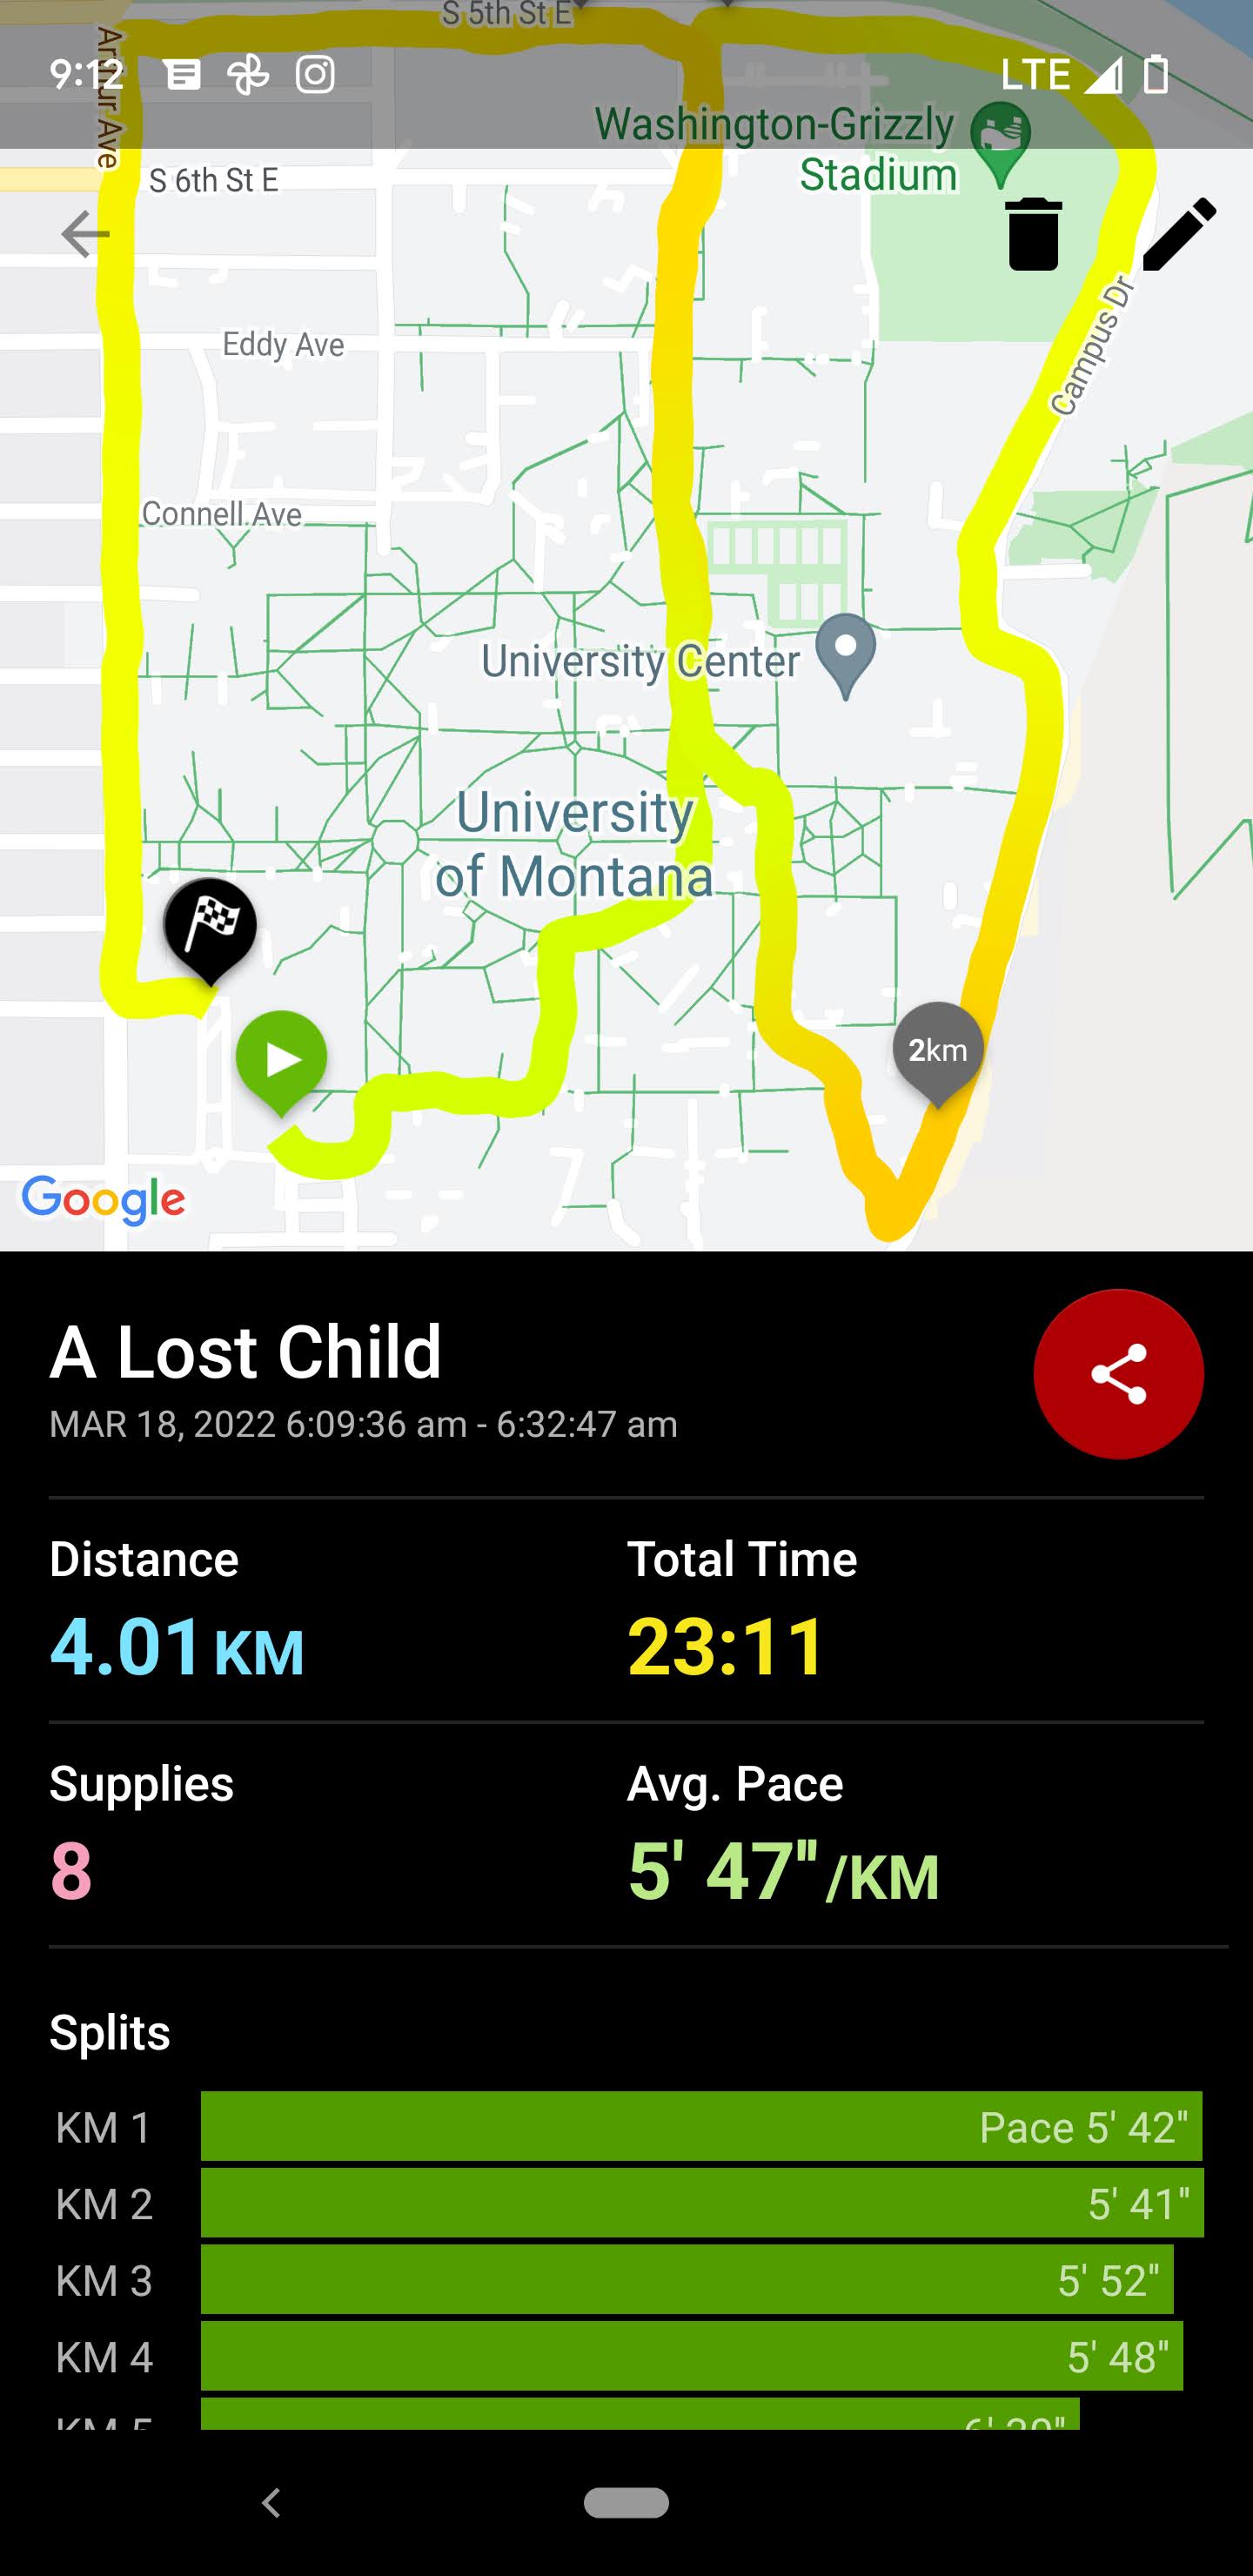 S 5th St E
Arthur Ave
9:12
LTE
Washington-Grizzly
Stadium
S 6th St E
Eddy Ave
Campus Dr
Connell Ave
University Center
University
of Montana
2km
Google
A Lost Child
MAR 18, 2022 6:09:36 am - 6:32:47 am
Distance
Total Time
4.01 KM
23:11
Supplies
Avg. Pace
8
5' 47"/KM
Splits
KM 1 Pace 5' 42"
KM 2 5' 41"
KM 3 5' 52"
KM 4 5' 48"
KM 5